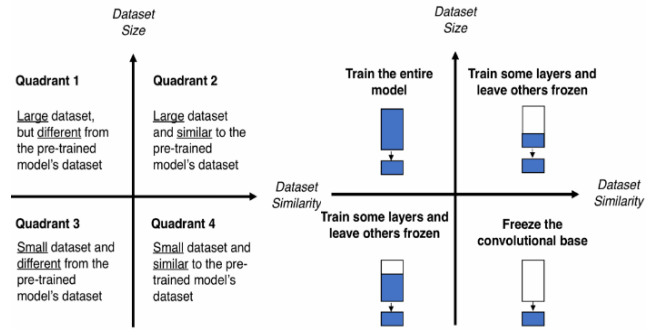 Dataset
Size
Quadrant 1
Large dataset,
but different from
the pre-trained
model's dataset
Quadrant 2
Large dataset
and similar to the
pre-trained
model's dataset
Dataset
Similarity
Quadrant 3
Small dataset and
different from the
pre-trained
model's dataset
Quadrant 4
Small dataset and
similar to the pre-
trained model's
dataset
Dataset
Size
Train the entire
model
Train some layers and
leave others frozen
Dataset
Similarity
Train some layers and
leave others frozen
Freeze the
convolutional base